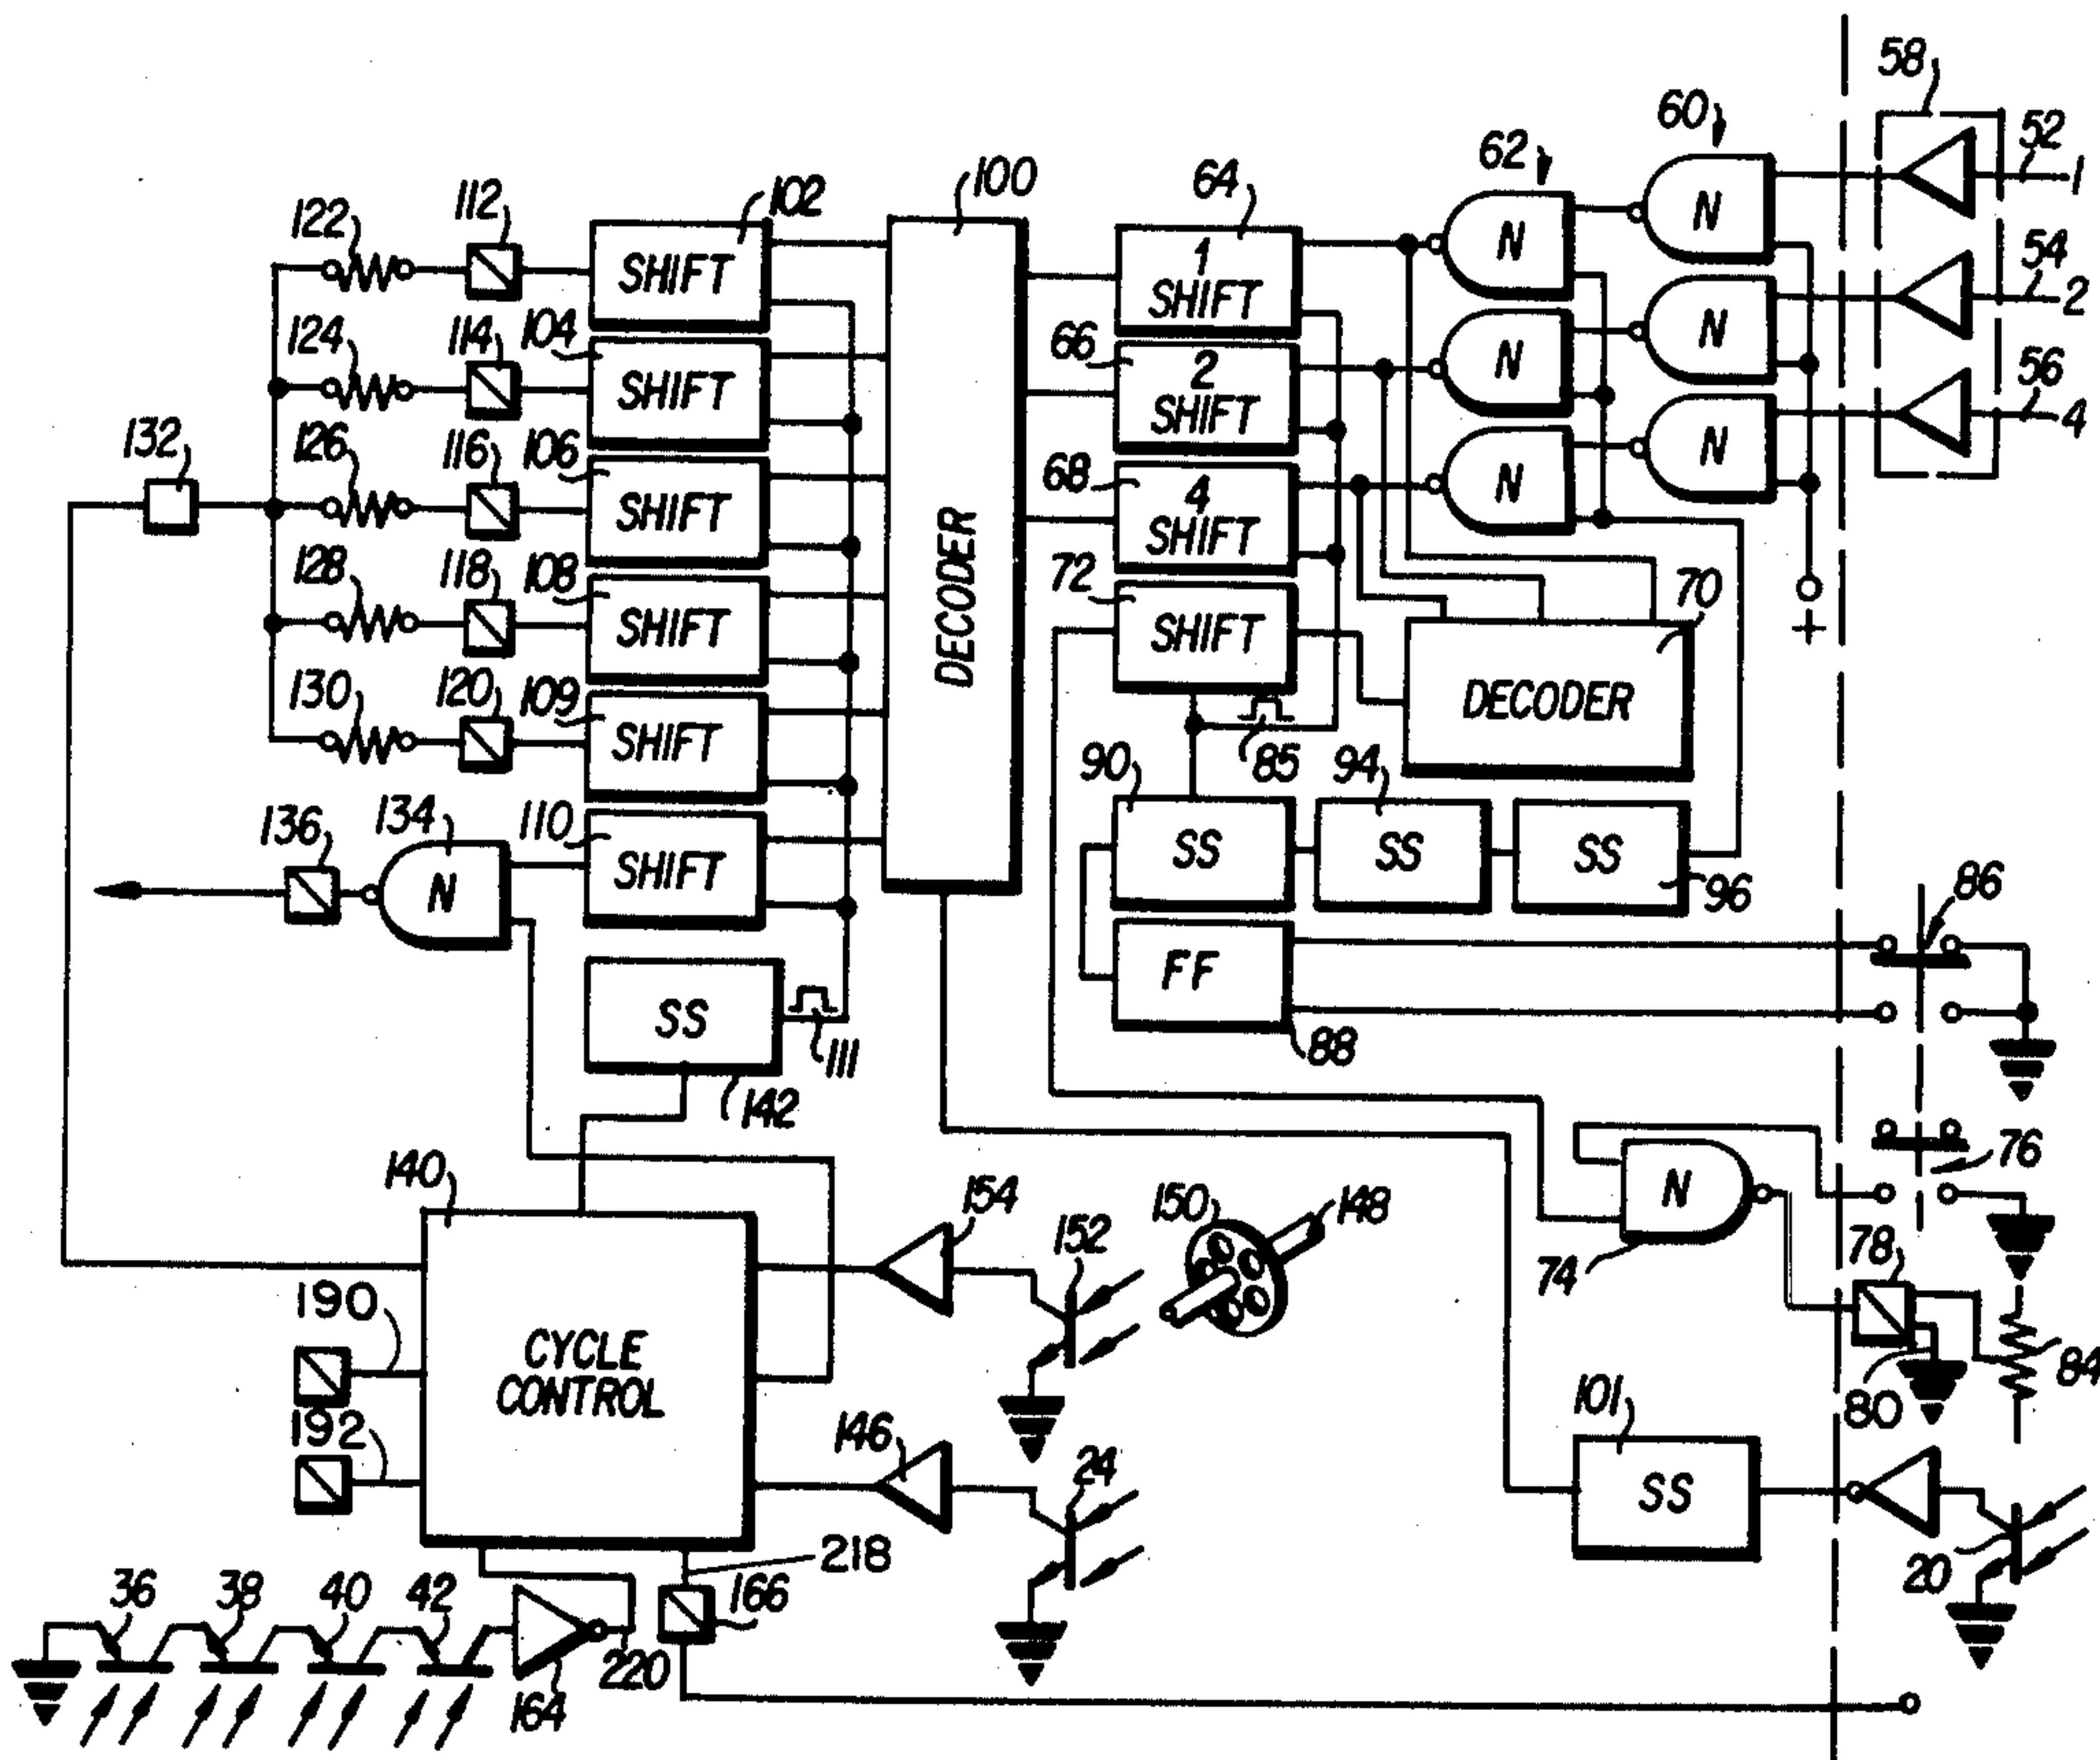 58
60
52
1
62
54
2
56
4
N
N
N
N
N
N
+
64
100
102
112
122
1
SHIFT
SHIFT
124
114
104
66
2
SHIFT
SHIFT
132
126
116
106
68
4
SHIFT
SHIFT
DECODER
128
118
108
72
SHIFT
SHIFT
70
DECODER
130
120
109
SHIFT
85
90
94
136
134
N
110
SHIFT
SS
SS
SS
96
86
FF
88
SS
111
142
76
N
74
140
154
152
150
148
78
80
84
190
192
CYCLE
CONTROL
146
24
101
SS
20
218
166
36
38
40
42
164
220